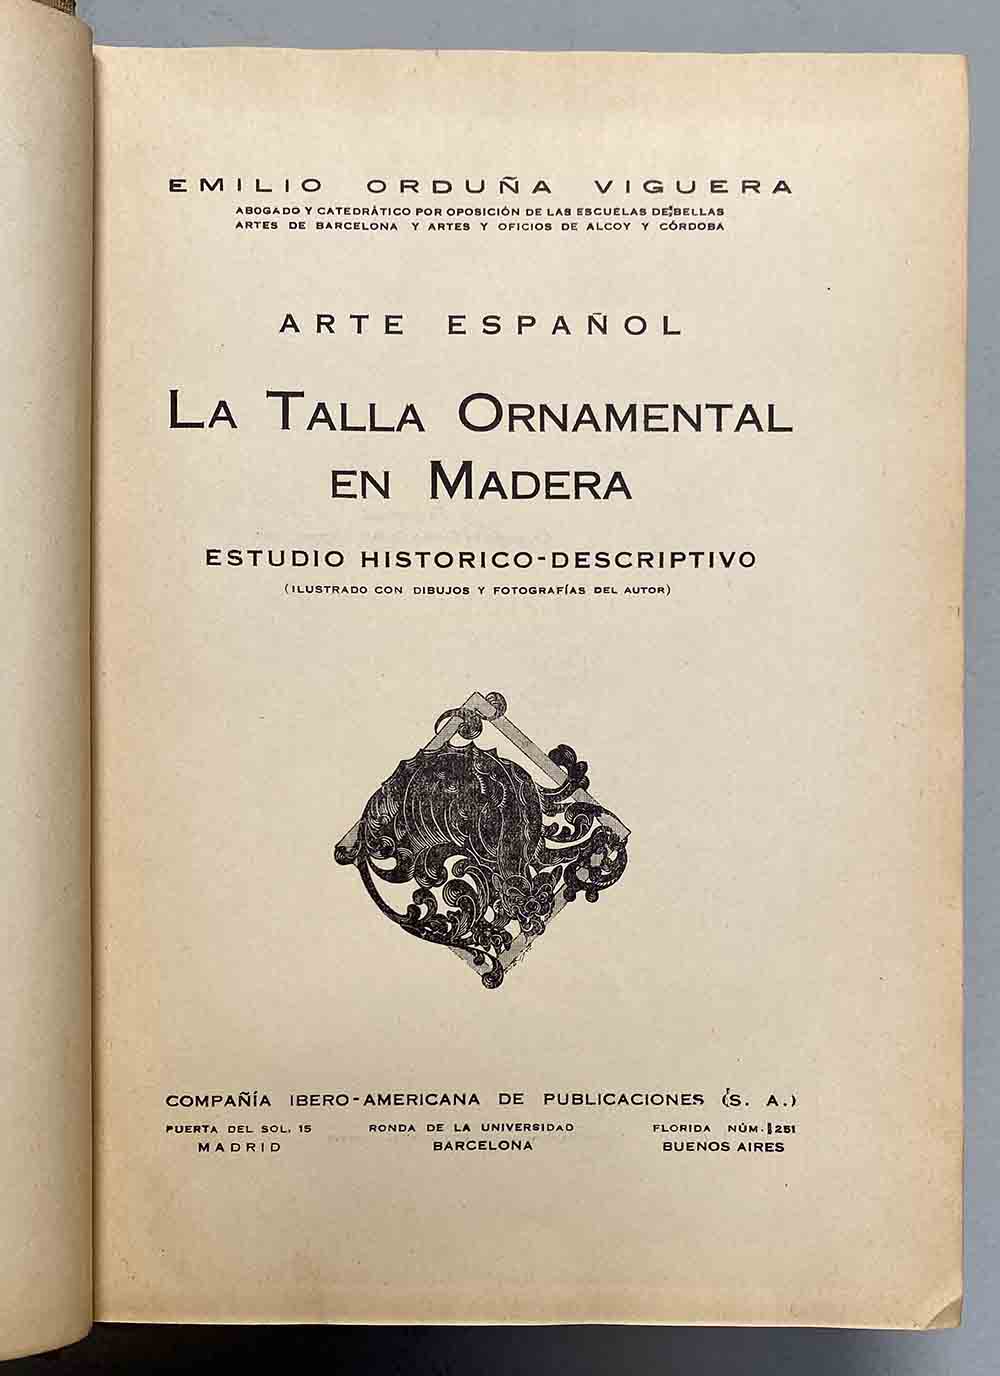 EMILIO ORDUÑA VIGUERA
ABOGADO Y CATEDRÁTICO POR OPOSICIÓN DE LAS ESCUELAS DE BELLAS
ARTES DE BARCELONA Y ARTES Y OFICIOS DE ALCOY Y CÓRDOBA
ARTE ESPAÑOL
LA TALLA ORNAMENTAL
EN MADERA
ESTUDIO HISTORICO-DESCRIPTIVO
(ILUSTRADO CON DIBUJOS Y FOTOGRAFÍAS DEL AUTOR)
COMPAÑÍA IBERO-AMERICANA DE PUBLICACIONES (S. A.)
PUERTA DEL SOL, 15 RONDA DE LA UNIVERSIDAD FLORIDA NÚM. 251
MADRID BARCELONA BUENOS AIRES